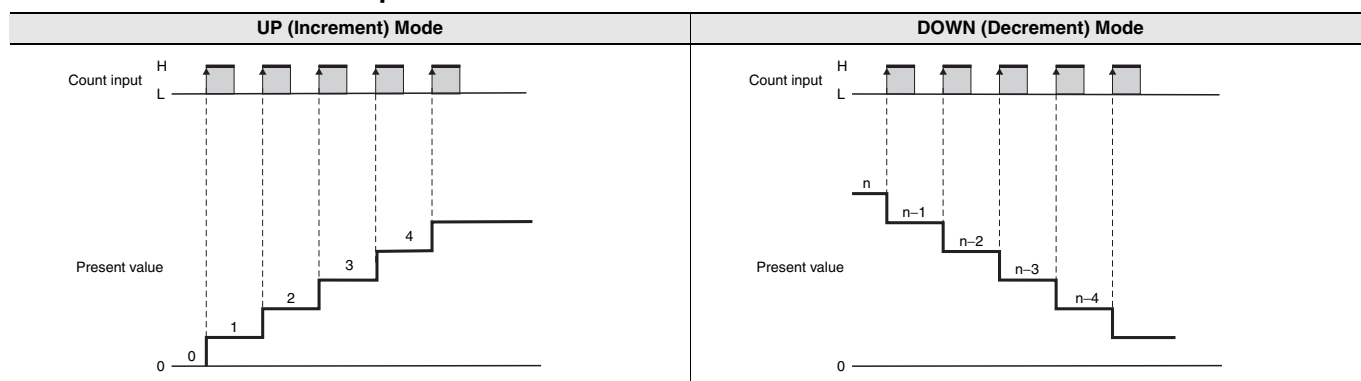 UP (Increment) Mode
DOWN (Decrement) Mode
Count input
H
L
Present value
0
0
1
2
3
4
Count input
H
L
Present value
n
n–1
n–2
n–3
n–4
0